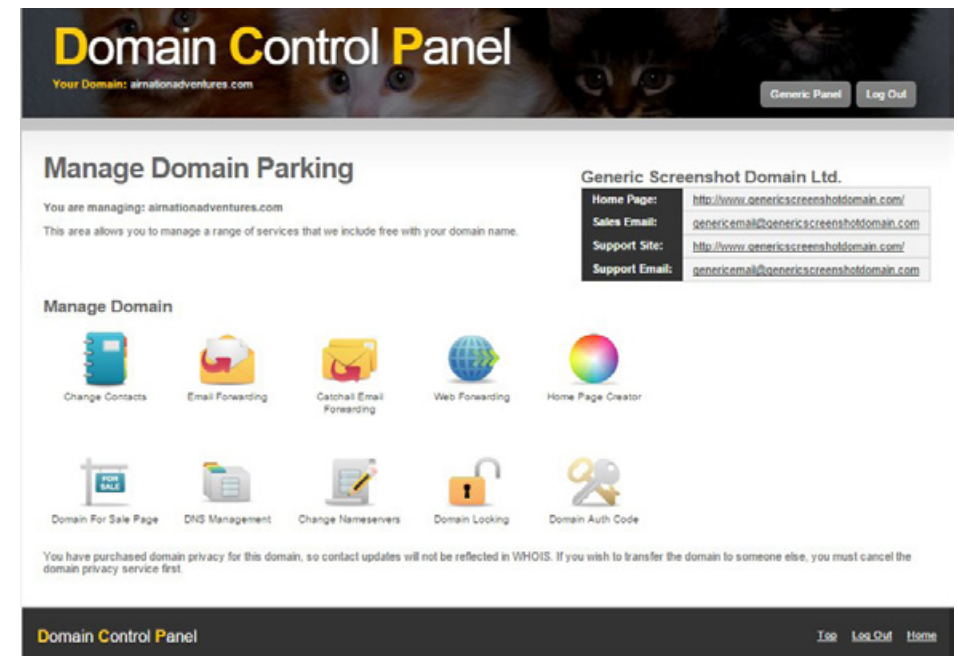 Domain Control Panel
Your Domain: airnationadventures.com
Generic Panel
Log Out
Manage Domain Parking
You are managing: airnationadventures.com
This area allows you to manage a range of services that we include free with your domain name.
Generic Screenshot Domain Ltd.
Home Page: http://www.genericscreenshotdomain.com/
Sales Email: genericemail@genericscreenshotdomain.com
Support Site: http://www.genericscreenshotdomain.com/
Support Email: genericemail@genericscreenshotdomain.com
Manage Domain
Change Contacts
Email Forwarding
Catchall Email
Forwarding
Web Forwarding
Home Page Creator
FOR
SALE
Domain For Sale Page
DNS Management
Change Nameservers
Domain Locking
Domain Auth Code
You have purchased domain privacy for this domain, so contact updates will not be reflected in WHOIS. If you wish to transfer the domain to someone else, you must cancel the
domain privacy service first.
Domain Control Panel
Top Log Out Home